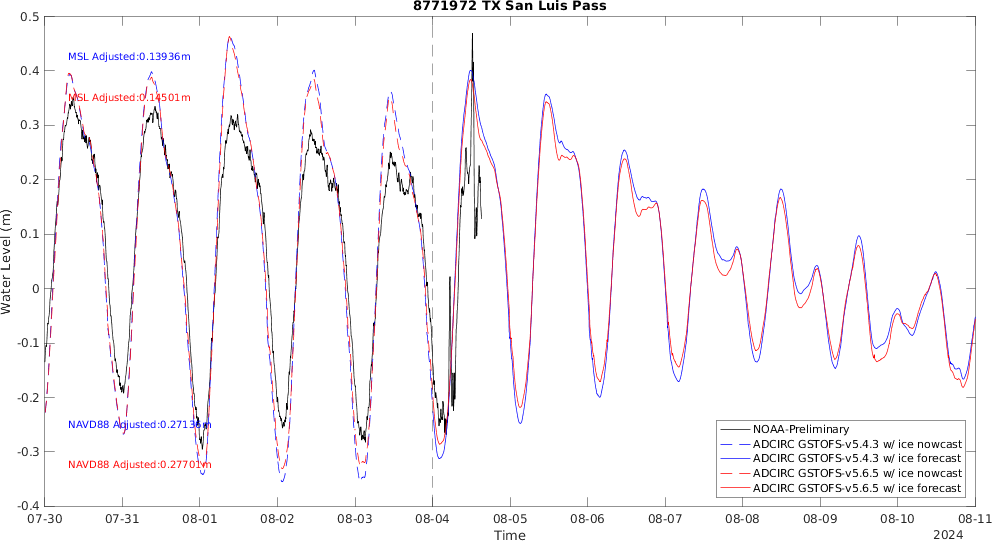 8771972 TX San Luis Pass
0.5
0.4
0.3
0.2
0.1
0
-0.1
-0.2
-0.3
-0.4
Water Level (m)
MSL Adjusted:0.13936m
MSL Adjusted:0.14501m
NAVD88 Adjusted:0.27136m
NAVD88 Adjusted:0.27701m
NOAA-Preliminary
ADCIRC GSTOFS-v5.4.3 w/ ice nowcast
ADCIRC GSTOFS-v5.4.3 w/ ice forecast
ADCIRC GSTOFS-v5.6.5 w/ ice nowcast
ADCIRC GSTOFS-v5.6.5 w/ ice forecast
07-30 07-31 08-01 08-02 08-03 08-04 08-05 08-06 08-07 08-08 08-09 08-10 08-11
Time
2024